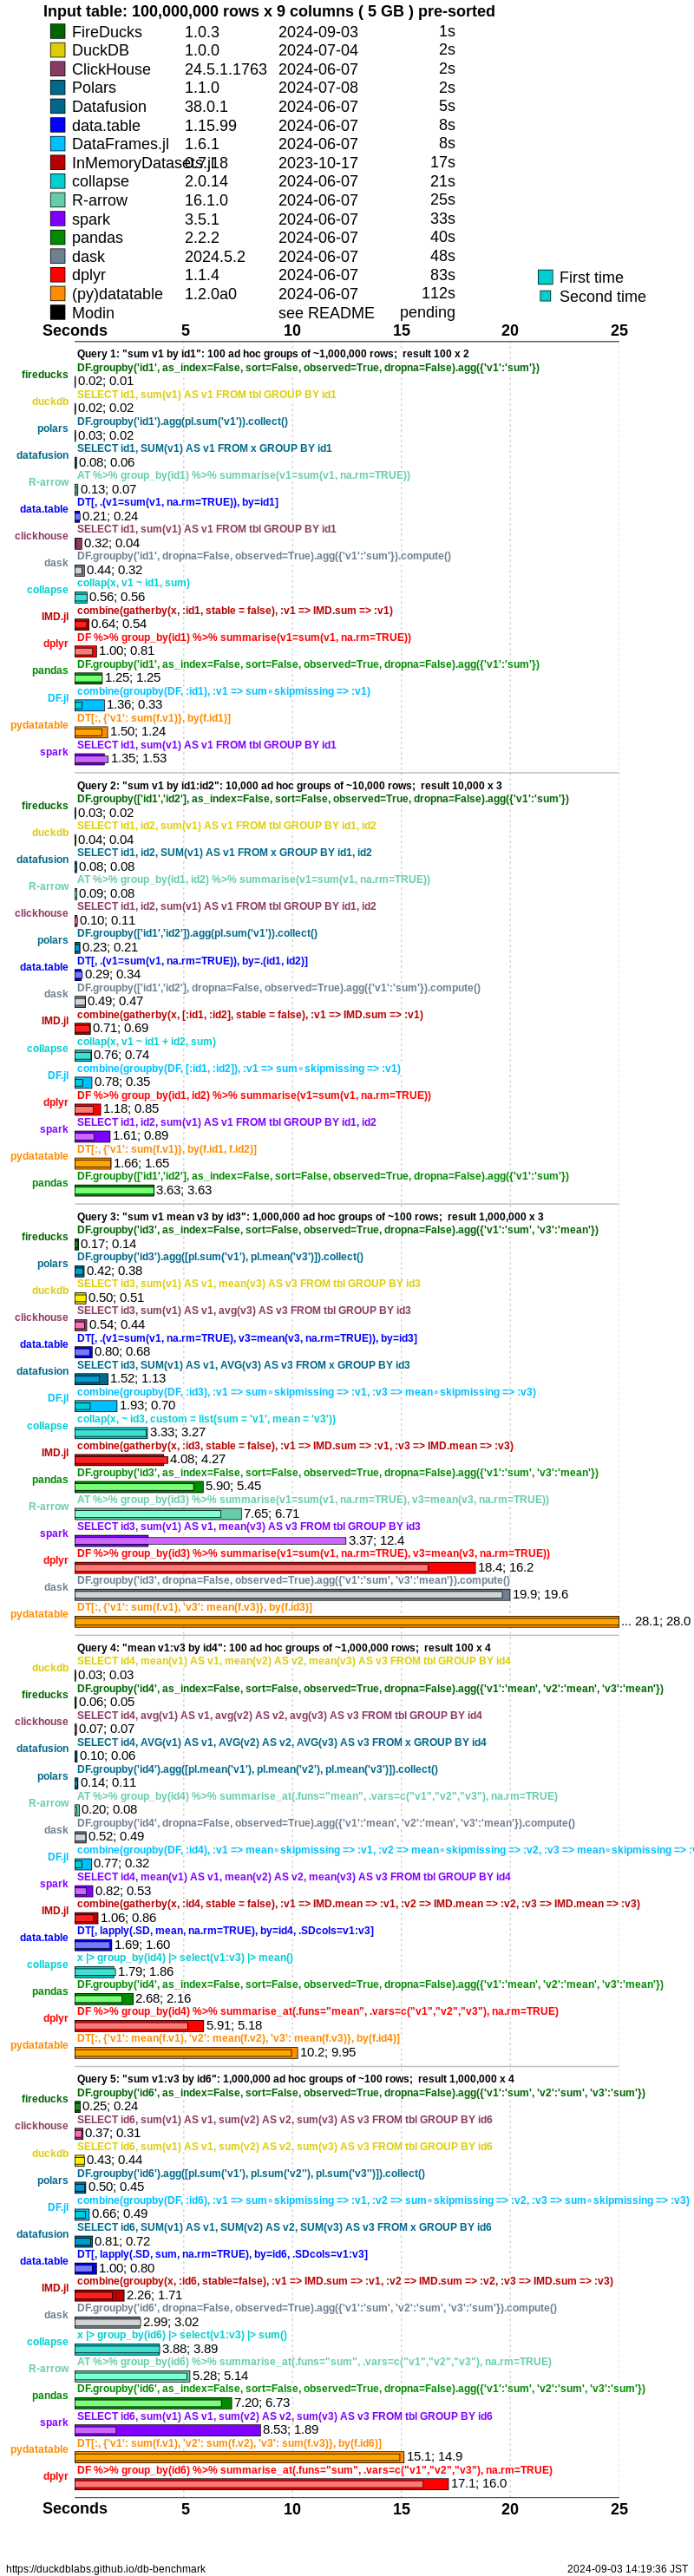 Input table: 100,000,000 rows x 9 columns ( 5 GB ) pre-sorted
FireDucks 1.0.3 2024-09-03 1s
DuckDB 1.0.0 2024-07-04 2s
ClickHouse 24.5.1.1763 2024-06-07 2s
Polars 1.1.0 2024-07-08 2s
Datafusion 38.0.1 2024-06-07 5s
data.table 1.15.99 2024-06-07 8s
DataFrames.jl 1.6.1 2024-06-07 8s
InMemoryDatasets.jl 0.7.18 2023-10-17 17s
collapse 2.0.14 2024-06-07 21s
R-arrow 16.1.0 2024-06-07 25s
spark 3.5.1 2024-06-07 33s
pandas 2.2.2 2024-06-07 40s
dask 2024.5.2 2024-06-07 48s
dplyr 1.1.4 2024-06-07 83s
(py)datatable 1.2.0a0 2024-06-07 112s
Modin see README pending
First time
Second time
Seconds 5 10 15 20 25
Query 1: "sum v1 by id1": 100 ad hoc groups of ~1,000,000 rows;  result 100 x 2
DF.groupby('id1', as_index=False, sort=False, observed=True, dropna=False).agg({'v1':'sum'})
fireducks 0.02; 0.01
SELECT id1, sum(v1) AS v1 FROM tbl GROUP BY id1
duckdb 0.02; 0.02
DF.groupby('id1').agg(pl.sum('v1')).collect()
polars 0.03; 0.02
SELECT id1, SUM(v1) AS v1 FROM x GROUP BY id1
datafusion 0.08; 0.06
AT %>% group_by(id1) %>% summarise(v1=sum(v1, na.rm=TRUE))
R-arrow 0.13; 0.07
DT[, .(v1=sum(v1, na.rm=TRUE)), by=id1]
data.table 0.21; 0.24
SELECT id1, sum(v1) AS v1 FROM tbl GROUP BY id1
clickhouse 0.32; 0.04
DF.groupby('id1', dropna=False, observed=True).agg({'v1':'sum'}).compute()
dask 0.44; 0.32
collap(x, v1 ~ id1, sum)
collapse 0.56; 0.56
combine(gatherby(x, :id1, stable = false), :v1 => IMD.sum => :v1)
IMD.jl 0.64; 0.54
DF %>% group_by(id1) %>% summarise(v1=sum(v1, na.rm=TRUE))
dplyr 1.00; 0.81
DF.groupby('id1', as_index=False, sort=False, observed=True, dropna=False).agg({'v1':'sum'})
pandas 1.25; 1.25
combine(groupby(DF, :id1), :v1 => sum∘skipmissing => :v1)
DF.jl 1.36; 0.33
DT[:, {'v1': sum(f.v1)}, by(f.id1)]
pydatatable 1.50; 1.24
SELECT id1, sum(v1) AS v1 FROM tbl GROUP BY id1
spark 1.35; 1.53
Query 2: "sum v1 by id1:id2": 10,000 ad hoc groups of ~10,000 rows;  result 10,000 x 3
DF.groupby(['id1','id2'], as_index=False, sort=False, observed=True, dropna=False).agg({'v1':'sum'})
fireducks 0.03; 0.02
SELECT id1, id2, sum(v1) AS v1 FROM tbl GROUP BY id1, id2
duckdb 0.04; 0.04
SELECT id1, id2, SUM(v1) AS v1 FROM x GROUP BY id1, id2
datafusion 0.08; 0.08
AT %>% group_by(id1, id2) %>% summarise(v1=sum(v1, na.rm=TRUE))
R-arrow 0.09; 0.08
SELECT id1, id2, sum(v1) AS v1 FROM tbl GROUP BY id1, id2
clickhouse 0.10; 0.11
DF.groupby(['id1','id2']).agg(pl.sum('v1')).collect()
polars 0.23; 0.21
DT[, .(v1=sum(v1, na.rm=TRUE)), by=.(id1, id2)]
data.table 0.29; 0.34
DF.groupby(['id1','id2'], dropna=False, observed=True).agg({'v1':'sum'}).compute()
dask 0.49; 0.47
combine(gatherby(x, [:id1, :id2], stable = false), :v1 => IMD.sum => :v1)
IMD.jl 0.71; 0.69
collap(x, v1 ~ id1 + id2, sum)
collapse 0.76; 0.74
combine(groupby(DF, [:id1, :id2]), :v1 => sum∘skipmissing => :v1)
DF.jl 0.78; 0.35
DF %>% group_by(id1, id2) %>% summarise(v1=sum(v1, na.rm=TRUE))
dplyr 1.18; 0.85
SELECT id1, id2, sum(v1) AS v1 FROM tbl GROUP BY id1, id2
spark 1.61; 0.89
DT[:, {'v1': sum(f.v1)}, by(f.id1, f.id2)]
pydatatable 1.66; 1.65
DF.groupby(['id1','id2'], as_index=False, sort=False, observed=True, dropna=False).agg({'v1':'sum'})
pandas 3.63; 3.63
Query 3: "sum v1 mean v3 by id3": 1,000,000 ad hoc groups of ~100 rows;  result 1,000,000 x 3
DF.groupby('id3', as_index=False, sort=False, observed=True, dropna=False).agg({'v1':'sum', 'v3':'mean'})
fireducks 0.17; 0.14
DF.groupby('id3').agg([pl.sum('v1'), pl.mean('v3')]).collect()
polars 0.42; 0.38
SELECT id3, sum(v1) AS v1, mean(v3) AS v3 FROM tbl GROUP BY id3
duckdb 0.50; 0.51
SELECT id3, sum(v1) AS v1, avg(v3) AS v3 FROM tbl GROUP BY id3
clickhouse 0.54; 0.44
DT[, .(v1=sum(v1, na.rm=TRUE), v3=mean(v3, na.rm=TRUE)), by=id3]
data.table 0.80; 0.68
SELECT id3, SUM(v1) AS v1, AVG(v3) AS v3 FROM x GROUP BY id3
datafusion 1.52; 1.13
combine(groupby(DF, :id3), :v1 => sum∘skipmissing => :v1, :v3 => mean∘skipmissing => :v3)
DF.jl 1.93; 0.70
collap(x, ~ id3, custom = list(sum = 'v1', mean = 'v3'))
collapse 3.33; 3.27
combine(gatherby(x, :id3, stable = false), :v1 => IMD.sum => :v1, :v3 => IMD.mean => :v3)
IMD.jl 4.08; 4.27
DF.groupby('id3', as_index=False, sort=False, observed=True, dropna=False).agg({'v1':'sum', 'v3':'mean'})
pandas 5.90; 5.45
AT %>% group_by(id3) %>% summarise(v1=sum(v1, na.rm=TRUE), v3=mean(v3, na.rm=TRUE))
R-arrow 7.65; 6.71
SELECT id3, sum(v1) AS v1, mean(v3) AS v3 FROM tbl GROUP BY id3
spark 3.37; 12.4
DF %>% group_by(id3) %>% summarise(v1=sum(v1, na.rm=TRUE), v3=mean(v3, na.rm=TRUE))
dplyr 18.4; 16.2
DF.groupby('id3', dropna=False, observed=True).agg({'v1':'sum', 'v3':'mean'}).compute()
dask 19.9; 19.6
DT[:, {'v1': sum(f.v1), 'v3': mean(f.v3)}, by(f.id3)]
pydatatable ... 28.1; 28.0
Query 4: "mean v1:v3 by id4": 100 ad hoc groups of ~1,000,000 rows;  result 100 x 4
SELECT id4, mean(v1) AS v1, mean(v2) AS v2, mean(v3) AS v3 FROM tbl GROUP BY id4
duckdb 0.03; 0.03
DF.groupby('id4', as_index=False, sort=False, observed=True, dropna=False).agg({'v1':'mean', 'v2':'mean', 'v3':'mean'})
fireducks 0.06; 0.05
SELECT id4, avg(v1) AS v1, avg(v2) AS v2, avg(v3) AS v3 FROM tbl GROUP BY id4
clickhouse 0.07; 0.07
SELECT id4, AVG(v1) AS v1, AVG(v2) AS v2, AVG(v3) AS v3 FROM x GROUP BY id4
datafusion 0.10; 0.06
DF.groupby('id4').agg([pl.mean('v1'), pl.mean('v2'), pl.mean('v3')]).collect()
polars 0.14; 0.11
AT %>% group_by(id4) %>% summarise_at(.funs="mean", .vars=c("v1","v2","v3"), na.rm=TRUE)
R-arrow 0.20; 0.08
DF.groupby('id4', dropna=False, observed=True).agg({'v1':'mean', 'v2':'mean', 'v3':'mean'}).compute()
dask 0.52; 0.49
combine(groupby(DF, :id4), :v1 => mean∘skipmissing => :v1, :v2 => mean∘skipmissing => :v2, :v3 => mean∘skipmissing => :v
DF.jl 0.77; 0.32
SELECT id4, mean(v1) AS v1, mean(v2) AS v2, mean(v3) AS v3 FROM tbl GROUP BY id4
spark 0.82; 0.53
combine(gatherby(x, :id4, stable = false), :v1 => IMD.mean => :v1, :v2 => IMD.mean => :v2, :v3 => IMD.mean => :v3)
IMD.jl 1.06; 0.86
DT[, lapply(.SD, mean, na.rm=TRUE), by=id4, .SDcols=v1:v3]
data.table 1.69; 1.60
x |> group_by(id4) |> select(v1:v3) |> mean()
collapse 1.79; 1.86
DF.groupby('id4', as_index=False, sort=False, observed=True, dropna=False).agg({'v1':'mean', 'v2':'mean', 'v3':'mean'})
pandas 2.68; 2.16
DF %>% group_by(id4) %>% summarise_at(.funs="mean", .vars=c("v1","v2","v3"), na.rm=TRUE)
dplyr 5.91; 5.18
DT[:, {'v1': mean(f.v1), 'v2': mean(f.v2), 'v3': mean(f.v3)}, by(f.id4)]
pydatatable 10.2; 9.95
Query 5: "sum v1:v3 by id6": 1,000,000 ad hoc groups of ~100 rows;  result 1,000,000 x 4
DF.groupby('id6', as_index=False, sort=False, observed=True, dropna=False).agg({'v1':'sum', 'v2':'sum', 'v3':'sum'})
fireducks 0.25; 0.24
SELECT id6, sum(v1) AS v1, sum(v2) AS v2, sum(v3) AS v3 FROM tbl GROUP BY id6
clickhouse 0.37; 0.31
SELECT id6, sum(v1) AS v1, sum(v2) AS v2, sum(v3) AS v3 FROM tbl GROUP BY id6
duckdb 0.43; 0.44
DF.groupby('id6').agg([pl.sum('v1'), pl.sum('v2''), pl.sum('v3'')]).collect()
polars 0.50; 0.45
combine(groupby(DF, :id6), :v1 => sum∘skipmissing => :v1, :v2 => sum∘skipmissing => :v2, :v3 => sum∘skipmissing => :v3)
DF.jl 0.66; 0.49
SELECT id6, SUM(v1) AS v1, SUM(v2) AS v2, SUM(v3) AS v3 FROM x GROUP BY id6
datafusion 0.81; 0.72
DT[, lapply(.SD, sum, na.rm=TRUE), by=id6, .SDcols=v1:v3]
data.table 1.00; 0.80
combine(groupby(x, :id6, stable=false), :v1 => IMD.sum => :v1, :v2 => IMD.sum => :v2, :v3 => IMD.sum => :v3)
IMD.jl 2.26; 1.71
DF.groupby('id6', dropna=False, observed=True).agg({'v1':'sum', 'v2':'sum', 'v3':'sum'}).compute()
dask 2.99; 3.02
x |> group_by(id6) |> select(v1:v3) |> sum()
collapse 3.88; 3.89
AT %>% group_by(id6) %>% summarise_at(.funs="sum", .vars=c("v1","v2","v3"), na.rm=TRUE)
R-arrow 5.28; 5.14
DF.groupby('id6', as_index=False, sort=False, observed=True, dropna=False).agg({'v1':'sum', 'v2':'sum', 'v3':'sum'})
pandas 7.20; 6.73
SELECT id6, sum(v1) AS v1, sum(v2) AS v2, sum(v3) AS v3 FROM tbl GROUP BY id6
spark 8.53; 1.89
DT[:, {'v1': sum(f.v1), 'v2': sum(f.v2), 'v3': sum(f.v3)}, by(f.id6)]
pydatatable 15.1; 14.9
DF %>% group_by(id6) %>% summarise_at(.funs="sum", .vars=c("v1","v2","v3"), na.rm=TRUE)
dplyr 17.1; 16.0
Seconds 5 10 15 20 25
https://duckdblabs.github.io/db-benchmark 2024-09-03 14:19:36 JST